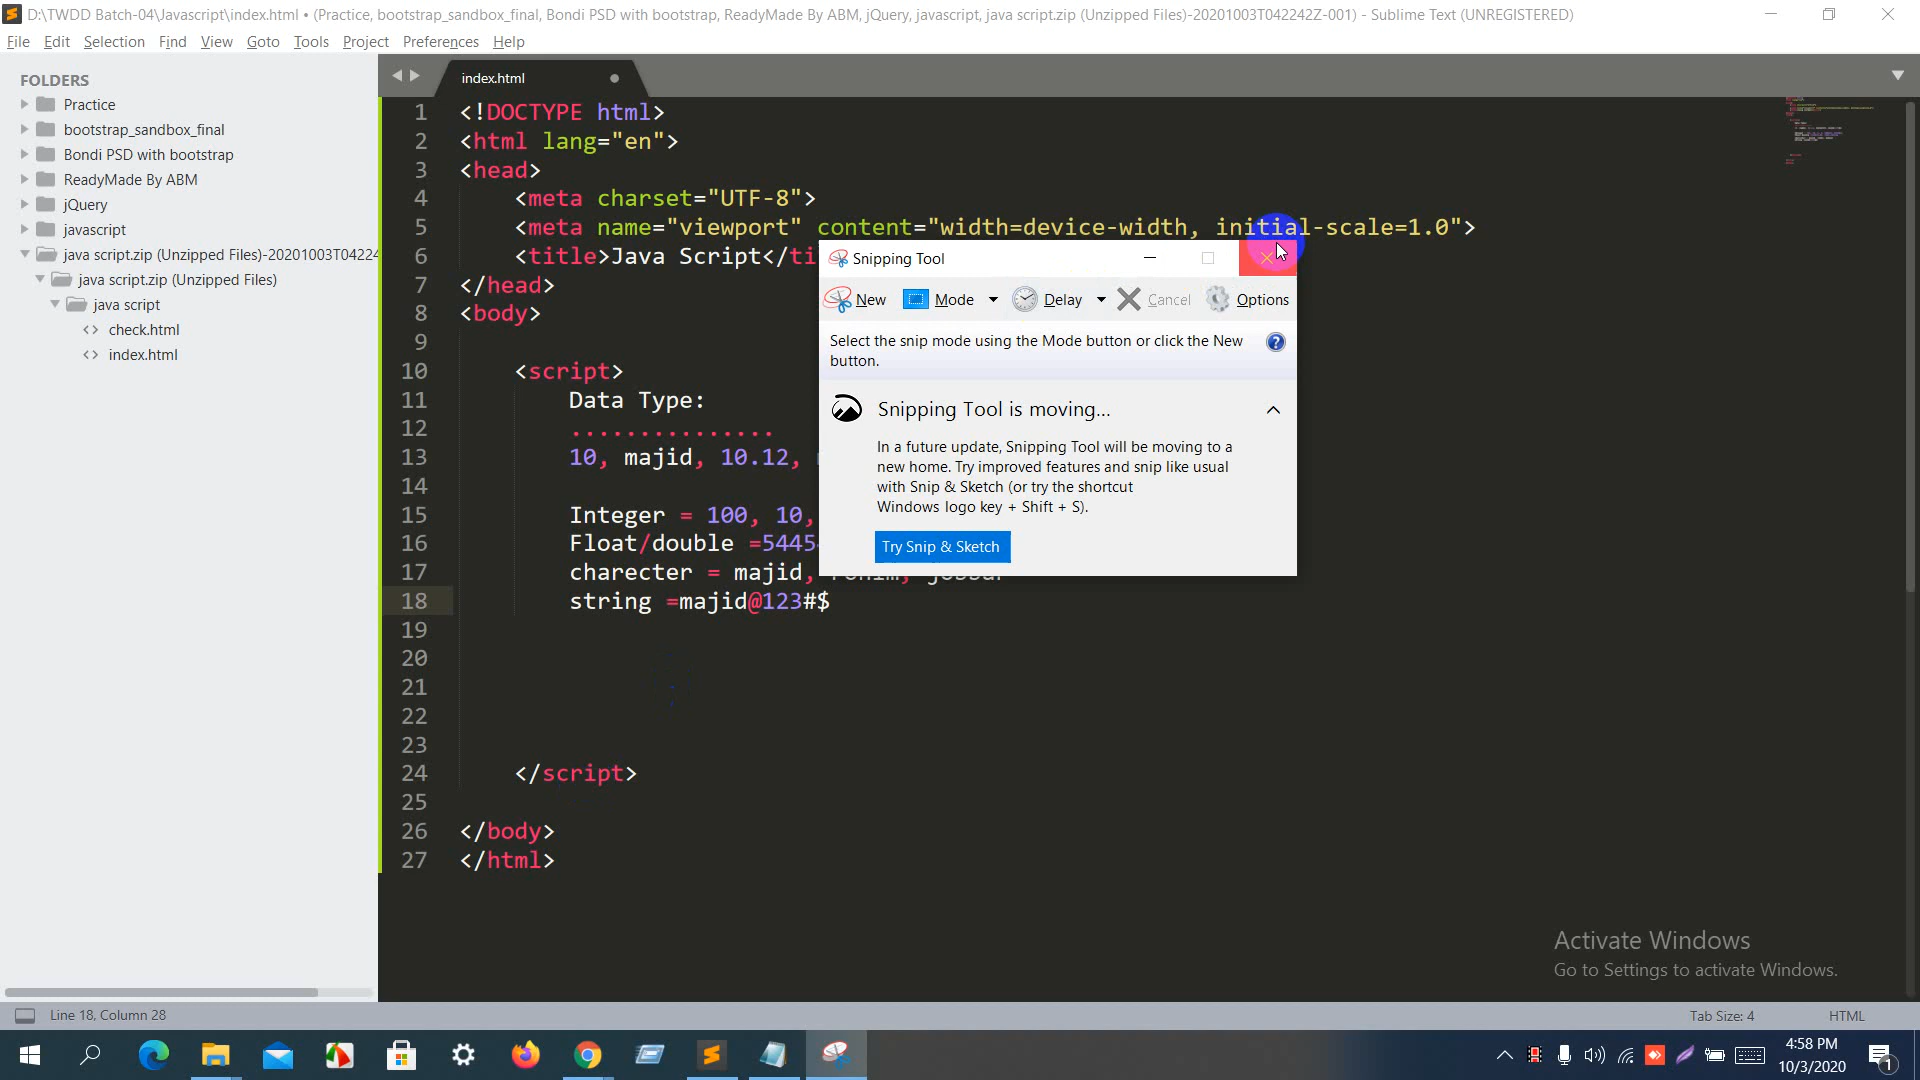 D:\TWDD Batch-04\Javascript\index.html • (Practice, bootstrap_sandbox_final, Bondi PSD with bootstrap, ReadyMade By ABM, jQuery, javascript, java script.zip (Unzipped Files)-20201003T042242Z-001) - Sublime Text (UNREGISTERED)
File Edit Selection Find View Goto Tools Project Preferences Help
FOLDERS
Practice
bootstrap_sandbox_final
Bondi PSD with bootstrap
ReadyMade By ABM
jQuery
javascript
java script.zip (Unzipped Files)-20201003T04224
java script.zip (Unzipped Files)
java script
<> check.html
<> index.html
index.html
1 <!DOCTYPE html>
2 <html lang="en">
3 <head>
4 <meta charset="UTF-8">
5 <meta name="viewport" content="width=device-width, initial-scale=1.0">
6 <title>Java Script</ti
7 </head>
8 <body>
9
10 <script>
11 Data Type:
12 ...............
13 10, majid, 10.12,
14
15 Integer = 100, 10,
16 Float/double =5445
17 charecter = majid, rohim, jobbar
18 string =majid@123#$
19
20
21
22
23
24 </script>
25
26 </body>
27 </html>
Snipping Tool
New Mode Delay Cancel Options
Select the snip mode using the Mode button or click the New
button.
Snipping Tool is moving...
In a future update, Snipping Tool will be moving to a
new home. Try improved features and snip like usual
with Snip & Sketch (or try the shortcut
Windows logo key + Shift + S).
Try Snip & Sketch
Activate Windows
Go to Settings to activate Windows.
Line 18, Column 28
Tab Size: 4
HTML
4:58 PM
10/3/2020
1